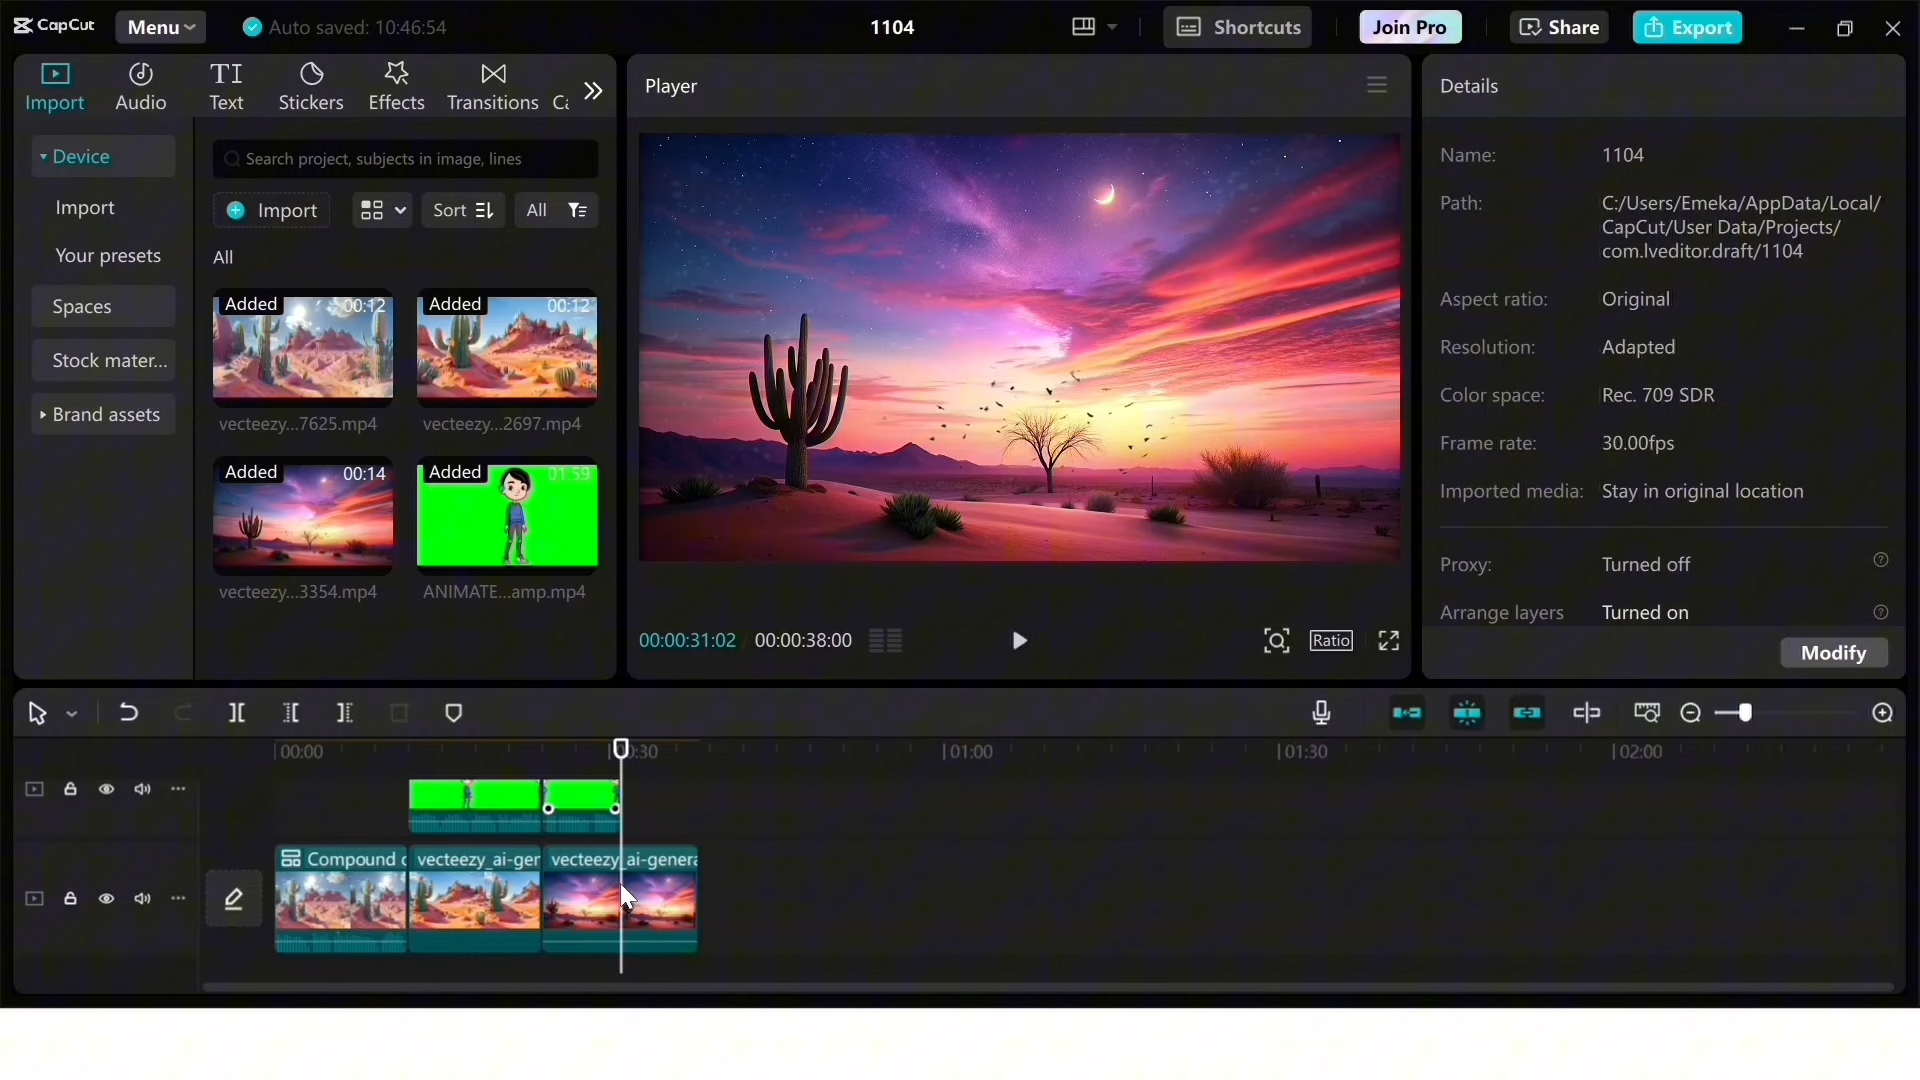 CapCut
Menu
Auto saved: 10:46:54
1104
Shortcuts
Join Pro
Share
Export
Import
Audio
TI
Text
Stickers
Effects
Transitions
Ca
Player
Details
Device
Import
Your presets
Spaces
Stock mater...
Brand assets
Search project, subjects in image, lines
Import
Sort
All
All
Added
00:12
Added
00:12
vecteezy...7625.mp4
vecteezy...2697.mp4
Added
00:14
Added
01:59
vecteezy...3354.mp4
ANIMATE...amp.mp4
00:00:31:02
00:00:38:00
Ratio
Name:
1104
Path:
C:/Users/Emeka/AppData/Local/
CapCut/User Data/Projects/
com.lveditor.draft/1104
Aspect ratio:
Original
Resolution:
Adapted
Color space:
Rec. 709 SDR
Frame rate:
30.00fps
Imported media:
Stay in original location
Proxy:
Turned off
Arrange layers
Turned on
Modify
00:00
00:30
01:00
01:30
02:00
Compound c
vecteezy_ai-ger
vecteezy_ai-genera